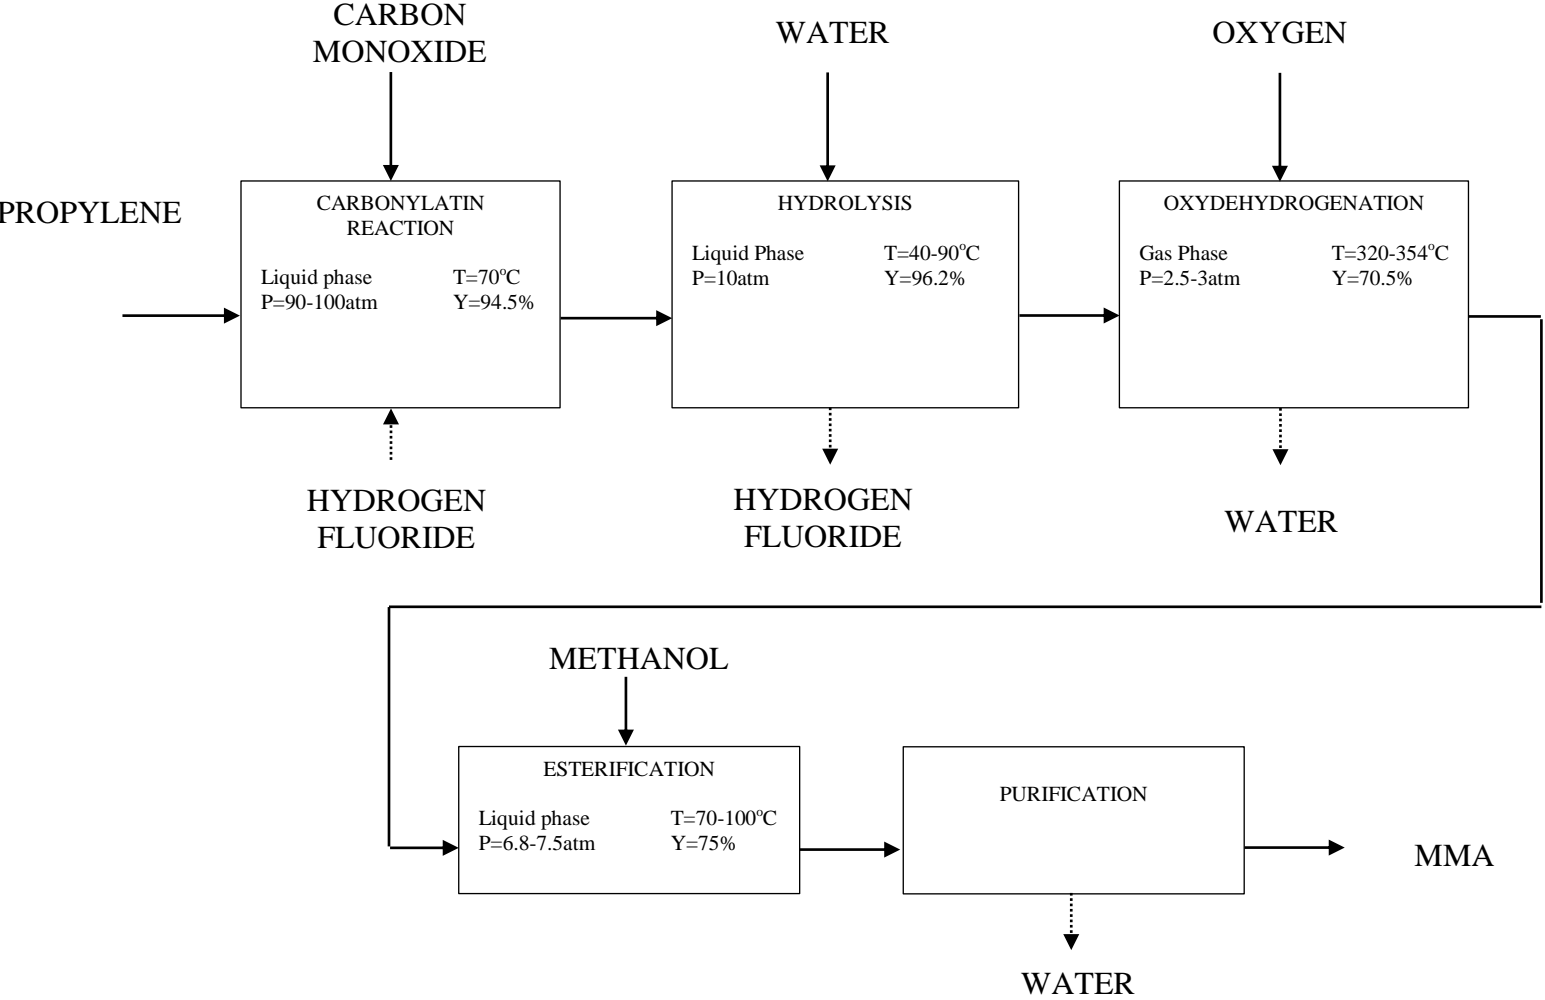 CARBON
MONOXIDE
WATER
OXYGEN
PROPYLENE
CARBONYLATIN
REACTION
Liquid phase T=70°C
P=90-100atm Y=94.5%
HYDROLYSIS
Liquid Phase T=40-90°C
P=10atm Y=96.2%
OXYDEHYDROGENATION
Gas Phase T=320-354°C
P=2.5-3atm Y=70.5%
HYDROGEN
FLUORIDE
HYDROGEN
FLUORIDE
WATER
METHANOL
ESTERIFICATION
Liquid phase T=70-100°C
P=6.8-7.5atm Y=75%
PURIFICATION
MMA
WATER